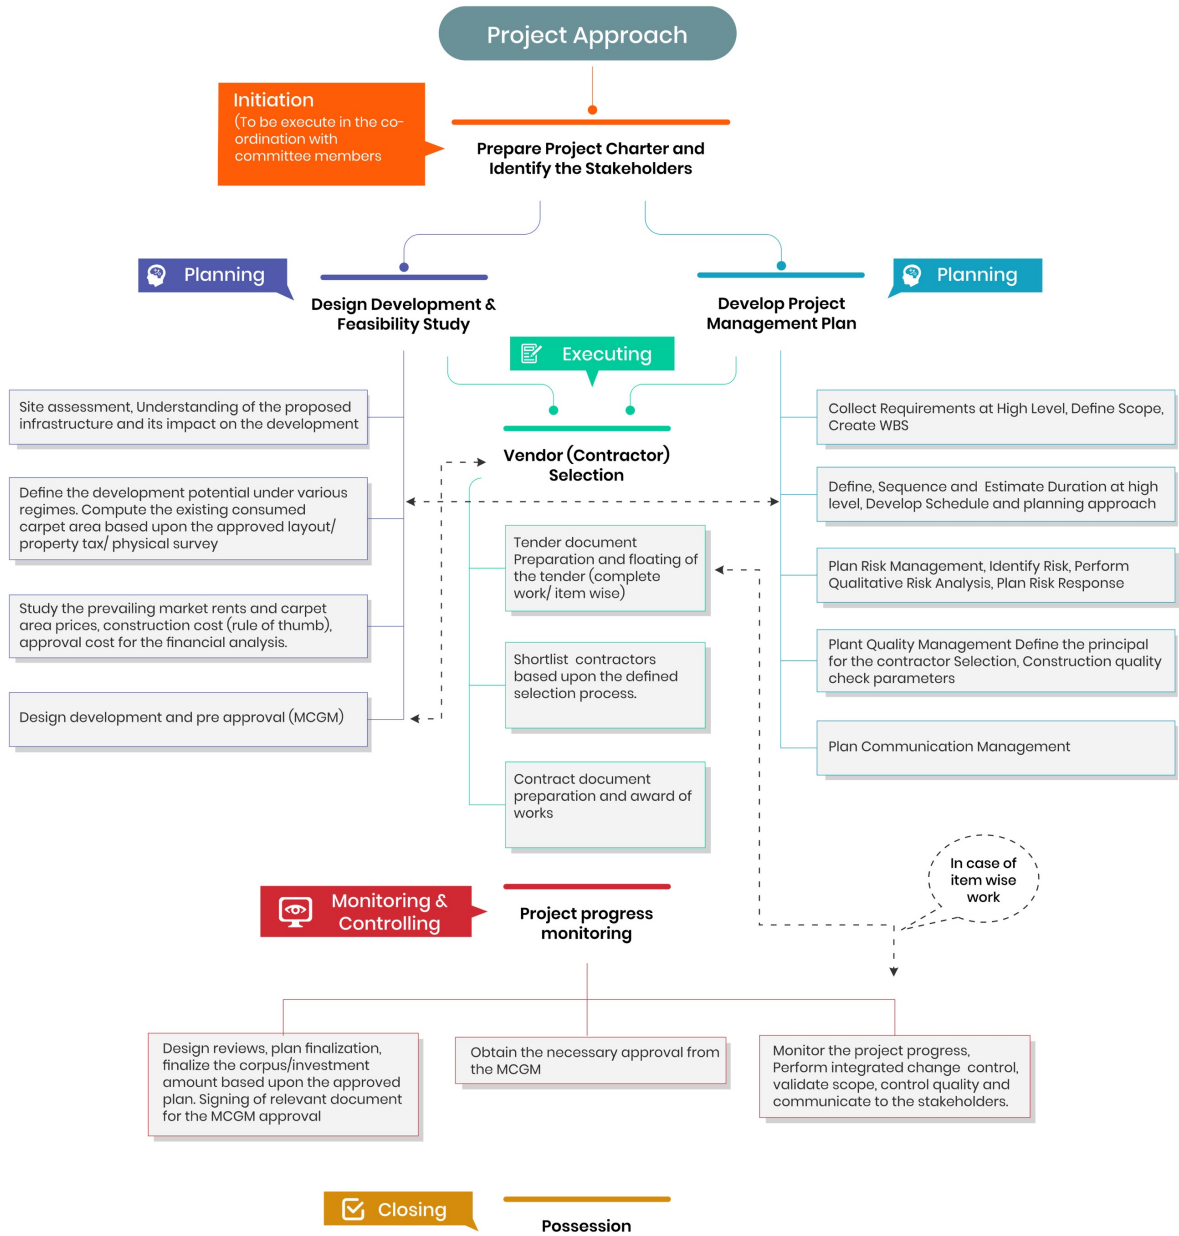 Project Approach
Initiation
(To be execute in the co-
ordination with
committee members
Prepare Project Charter and
Identify the Stakeholders
Planning
Design Development &
Feasibility Study
Planning
Develop Project
Management Plan
Executing
Vendor (Contractor)
Selection
Site assessment, Understanding of the proposed
infrastructure and its impact on the development
Define the development potential under various
regimes. Compute the existing consumed
carpet area based upon the approved layout/
property tax/ physical survey
Study the prevailing market rents and carpet
area prices, construction cost (rule of thumb),
approval cost for the financial analysis.
Design development and pre approval (MCGM)
Tender document
Preparation and floating of
the tender (complete
work/ item wise)
Shortlist contractors
based upon the defined
selection process.
Contract document
preparation and award of
works
Collect Requirements at High Level, Define Scope,
Create WBS
Define, Sequence and Estimate Duration at high
level, Develop Schedule and planning approach
Plan Risk Management, Identify Risk, Perform
Qualitative Risk Analysis, Plan Risk Response
Plant Quality Management Define the principal
for the contractor Selection, Construction quality
check parameters
Plan Communication Management
In case of
item wise
work
Monitoring &
Controlling
Project progress
monitoring
Design reviews, plan finalization,
finalize the corpus/investment
amount based upon the approved
plan. Signing of relevant document
for the MCGM approval
Obtain the necessary approval from
the MCGM
Monitor the project progress,
Perform integrated change control,
validate scope, control quality and
communicate to the stakeholders.
Closing
Possession